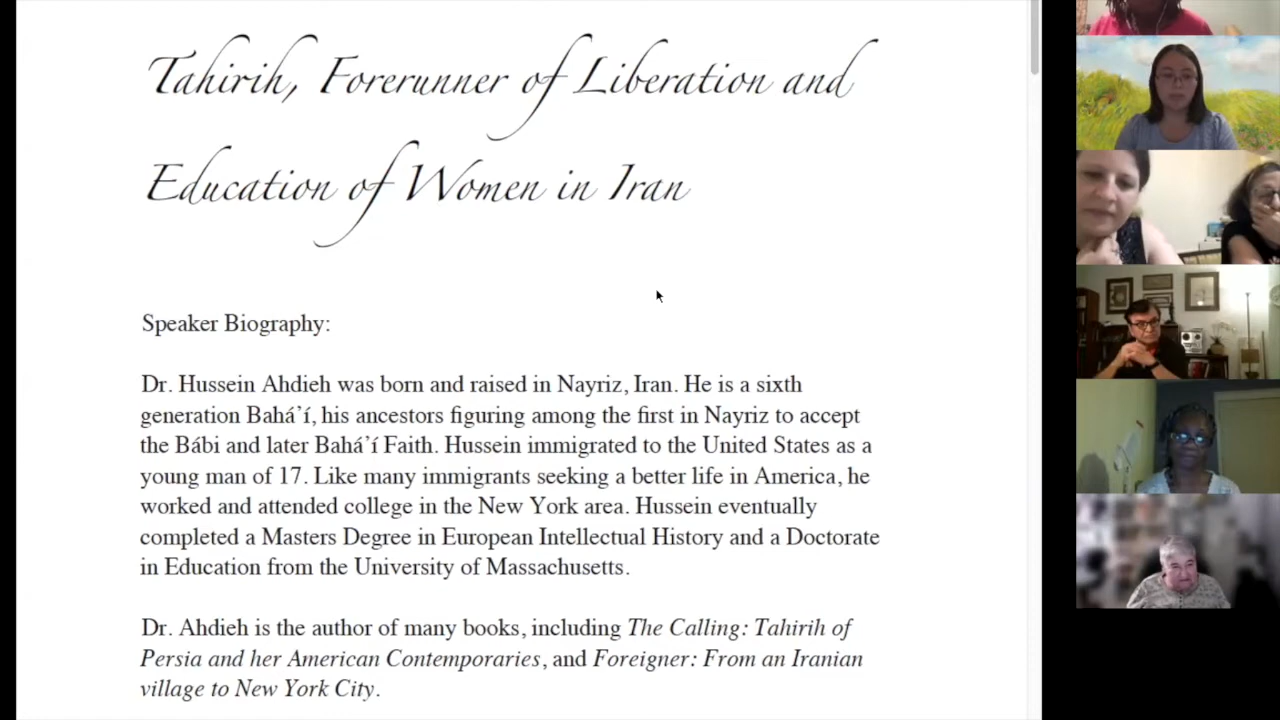 Tahirih, Forerunner of Liberation and
Education of Women in Iran
Speaker Biography:
Dr. Hussein Ahdieh was born and raised in Nayriz, Iran. He is a sixth
generation Bahá’í, his ancestors figuring among the first in Nayriz to accept
the Bábi and later Bahá’í Faith. Hussein immigrated to the United States as a
young man of 17. Like many immigrants seeking a better life in America, he
worked and attended college in the New York area. Hussein eventually
completed a Masters Degree in European Intellectual History and a Doctorate
in Education from the University of Massachusetts.
Dr. Ahdieh is the author of many books, including The Calling: Tahirih of
Persia and her American Contemporaries, and Foreigner: From an Iranian
village to New York City.